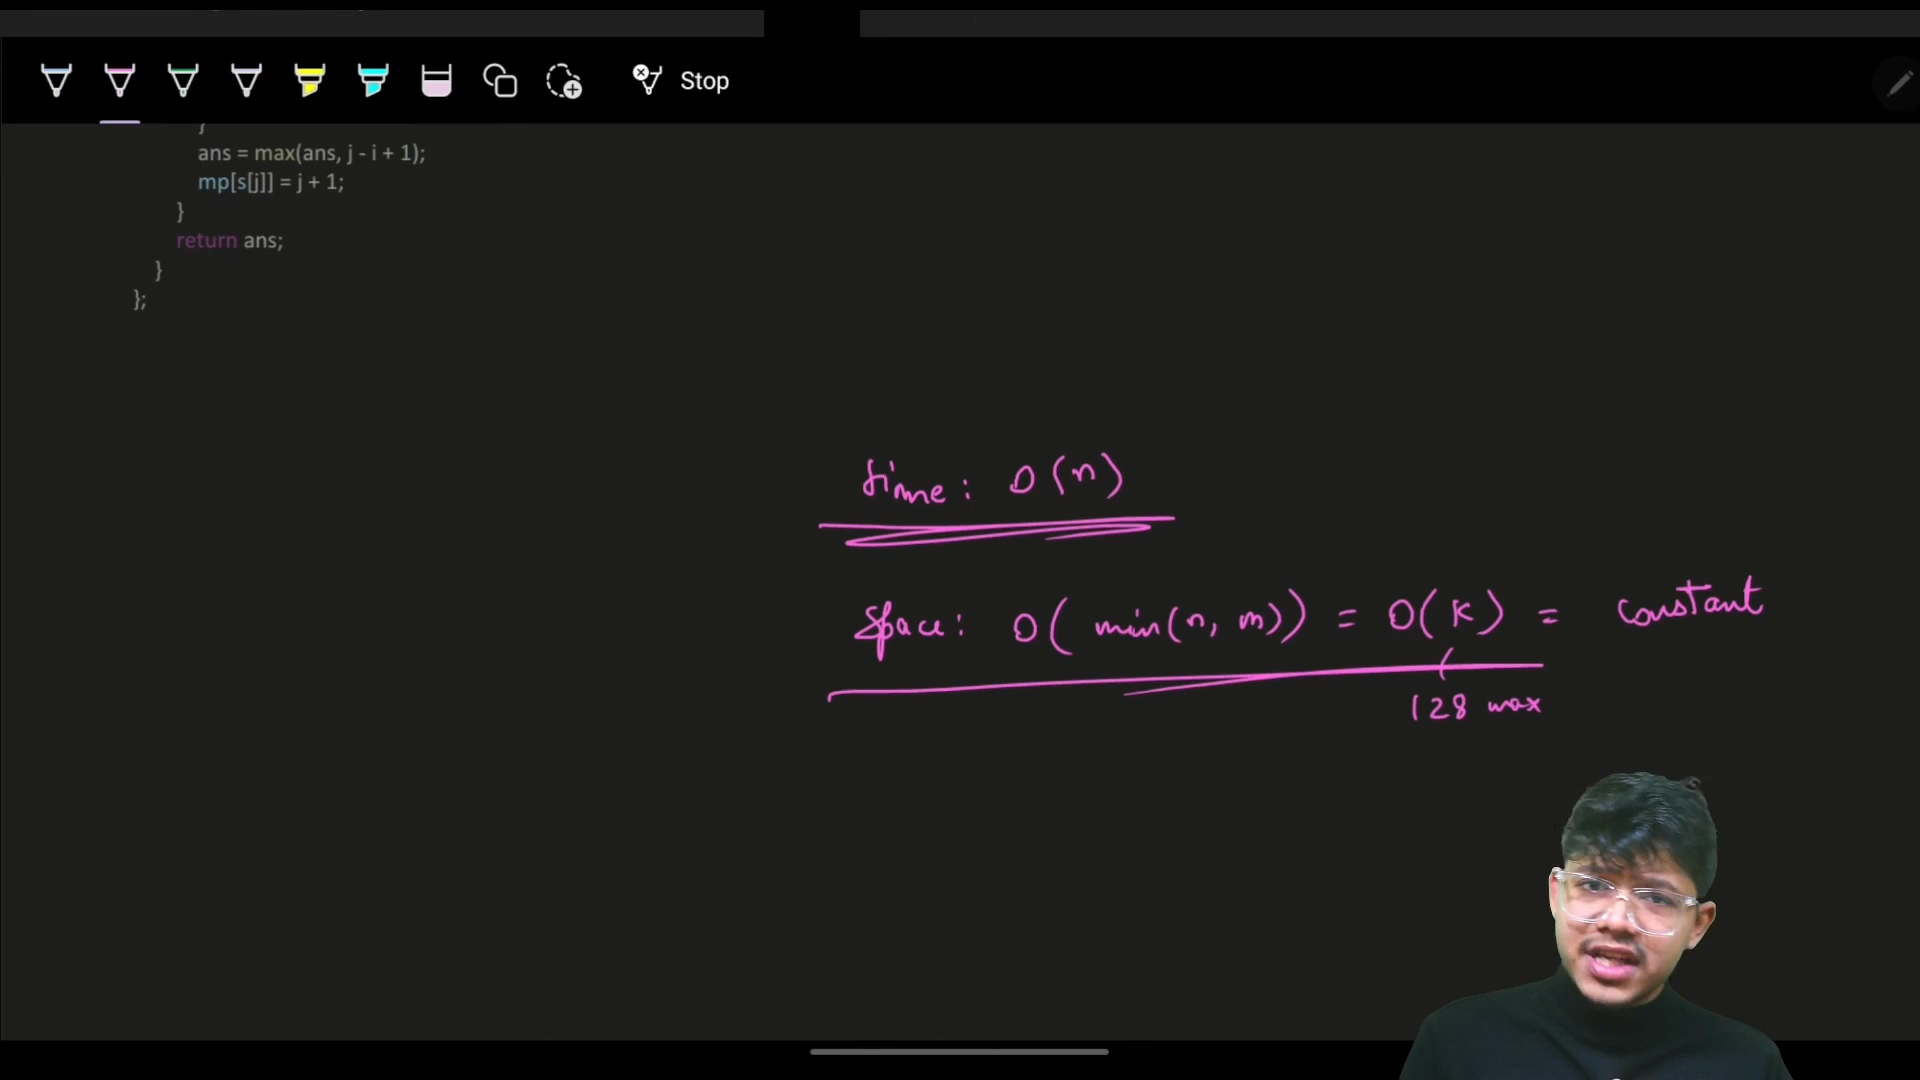 Stop
}
ans = max(ans, j - i + 1);
mp[s[j]] = j + 1;
}
return ans;
}
};
time: O(n)
Space: O( min(n, m)) = O(K) = constant
128 max